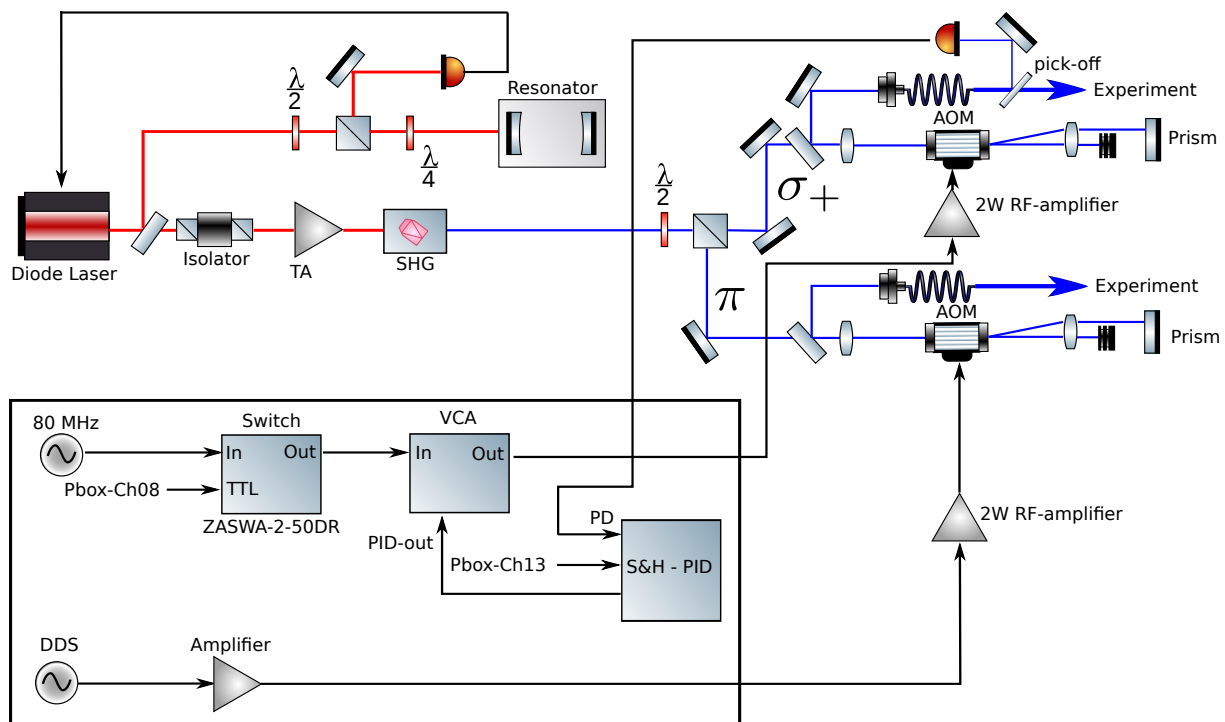 pick-off
Experiment
AOM
Prism
λ
2
Resonator
λ
4
λ
2
σ+
2W RF-amplifier
Diode Laser
Isolator
TA
SHG
π
Experiment
AOM
Prism
80 MHz
Switch
VCA
In
Out
In
Out
Pbox-Ch08
TTL
ZASWA-2-50DR
PID-out
PD
2W RF-amplifier
Pbox-Ch13
S&H - PID
DDS
Amplifier